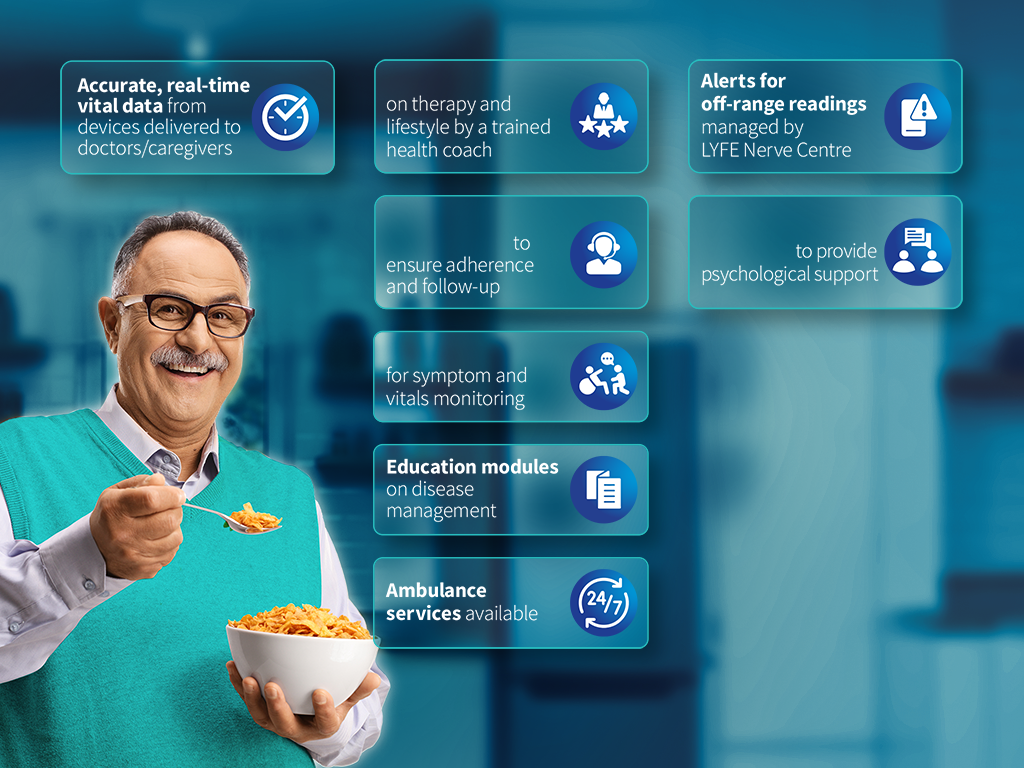 Accurate, real-time
vital data from
devices delivered to
doctors/caregivers
on therapy and
lifestyle by a trained
health coach
Alerts for
off-range readings
managed by
LYFE Nerve Centre
to
ensure adherence
and follow-up
to provide
psychological support
for symptom and
vitals monitoring
Education modules
on disease
management
Ambulance
services available
24/7